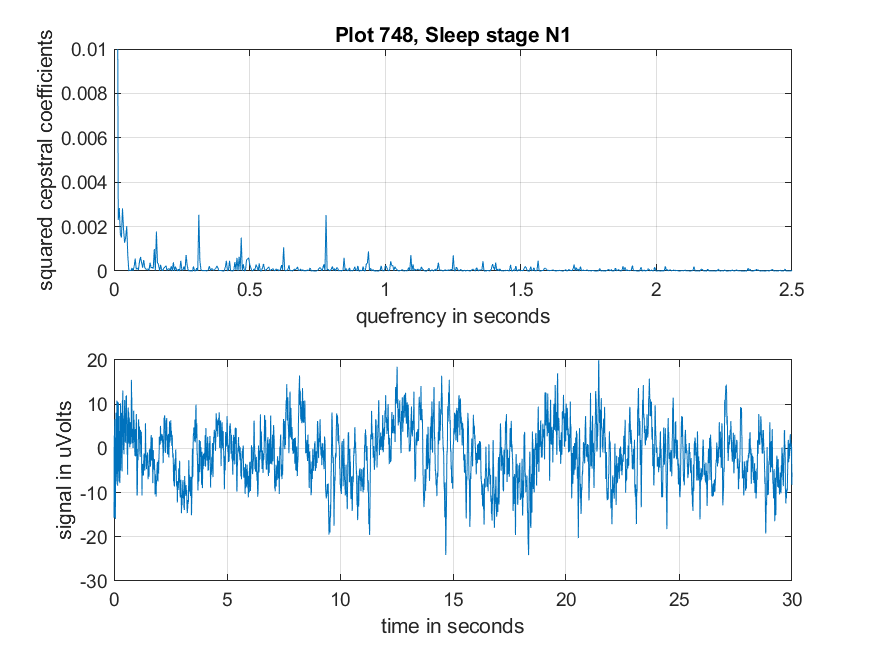 Plot 748, Sleep stage N1
squared cepstral coefficients
0.01
0.008
0.006
0.004
0.002
0
0 0.5 1 1.5 2 2.5
quefrency in seconds
signal in uVolts
20
10
0
-10
-20
-30
0 5 10 15 20 25 30
time in seconds